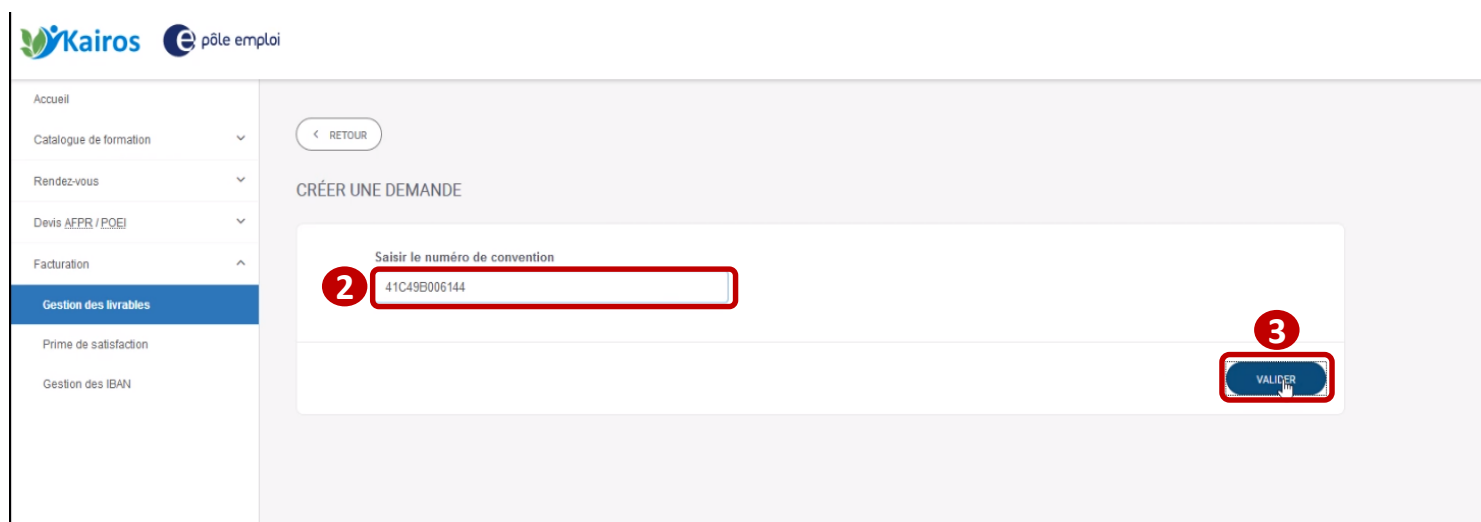 Kairos pôle emploi
Accueil
Catalogue de formation
Rendez-vous
Devis AFPR / POEI
Facturation
Gestion des livrables
Prime de satisfaction
Gestion des IBAN
< RETOUR
CRÉER UNE DEMANDE
Saisir le numéro de convention
2
41C49B006144
3
VALIDER